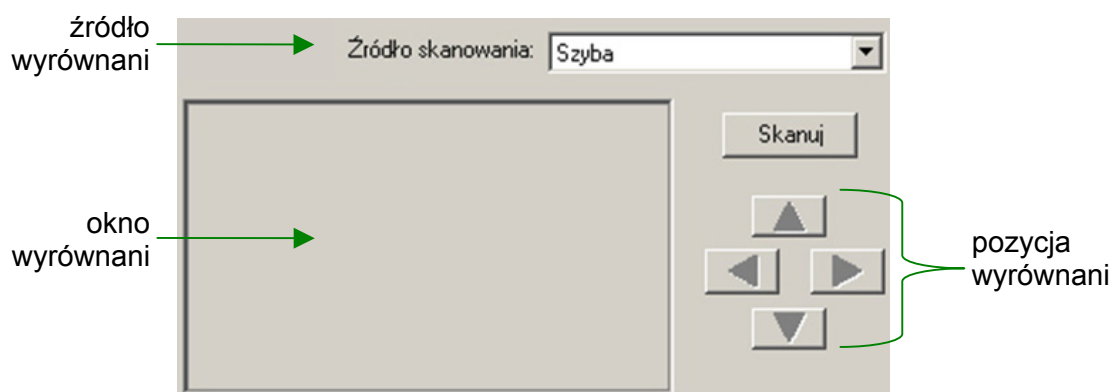 źródło
wyrównani
Źródło skanowania:
Szyba
Skanuj
okno
wyrównani
pozycja
wyrównani